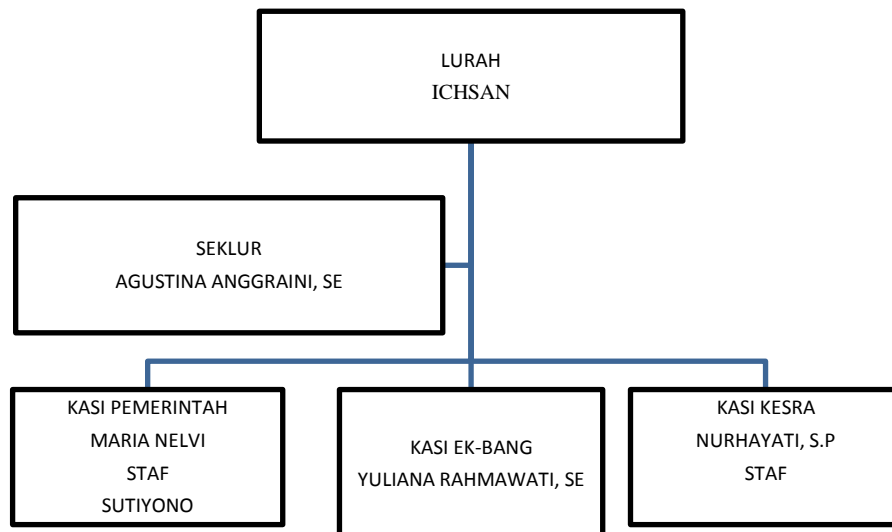 LURAH
ICHSAN
SEKLUR
AGUSTINA ANGGRAINI, SE
KASI PEMERINTAH
MARIA NELVI
STAF
SUTIYONO
KASI EK-BANG
YULIANA RAHMAWATI, SE
KASI KESRA
NURHAYATI, S.P
STAF